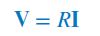 V = RI